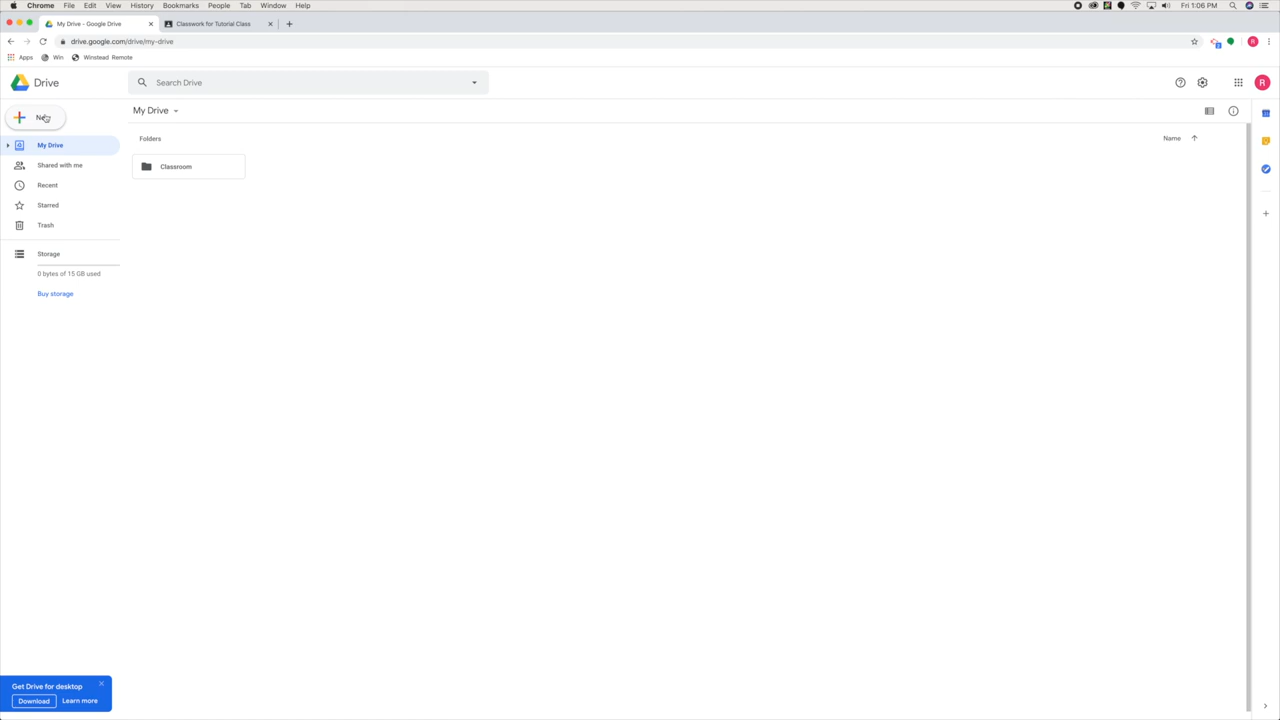 Chrome File Edit View History Bookmarks People Tab Window Help Fri 1:06 PM
My Drive - Google Drive Classwork for Tutorial Class
drive.google.com/drive/my-drive R
Apps Win Winstead Remote
Drive Search Drive R
My Drive
New
Folders Name
My Drive
Shared with me
Classroom
Recent
Starred
Trash
Storage
0 bytes of 15 GB used
Buy storage
Get Drive for desktop
Download Learn more